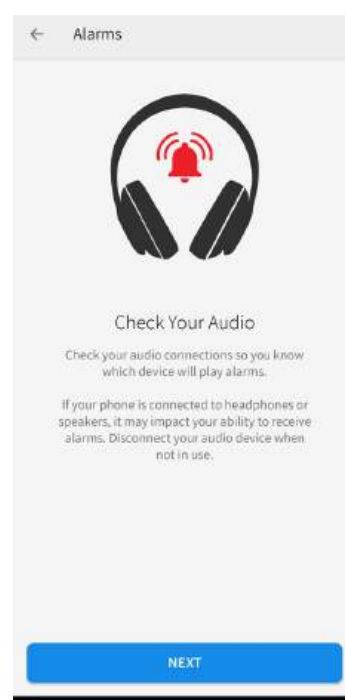 Alarms
Check Your Audio
Check your audio connections so you know
which device will play alarms.
If your phone is connected to headphones or
speakers, it may impact your ability to receive
alarms. Disconnect your audio device when
not in use.
NEXT